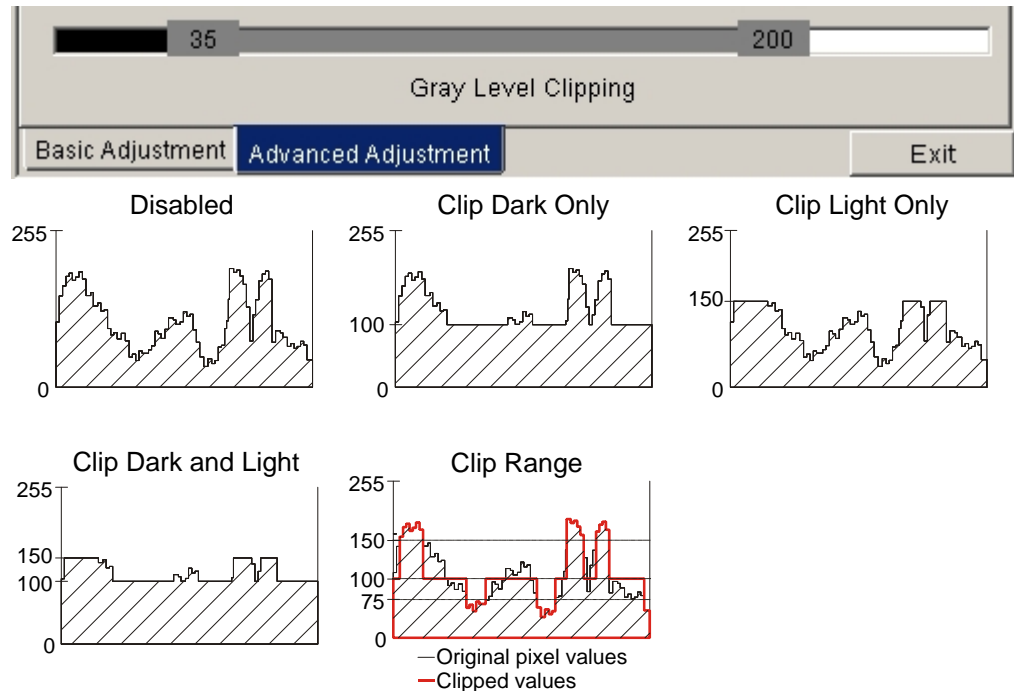 35 200
Gray Level Clipping
Basic Adjustment Advanced Adjustment Exit
Disabled
255
0
Clip Dark Only
255
100
0
Clip Light Only
255
150
0
Clip Dark and Light
255
150
100
0
Clip Range
255
150
100
75
0
Original pixel values
Clipped values